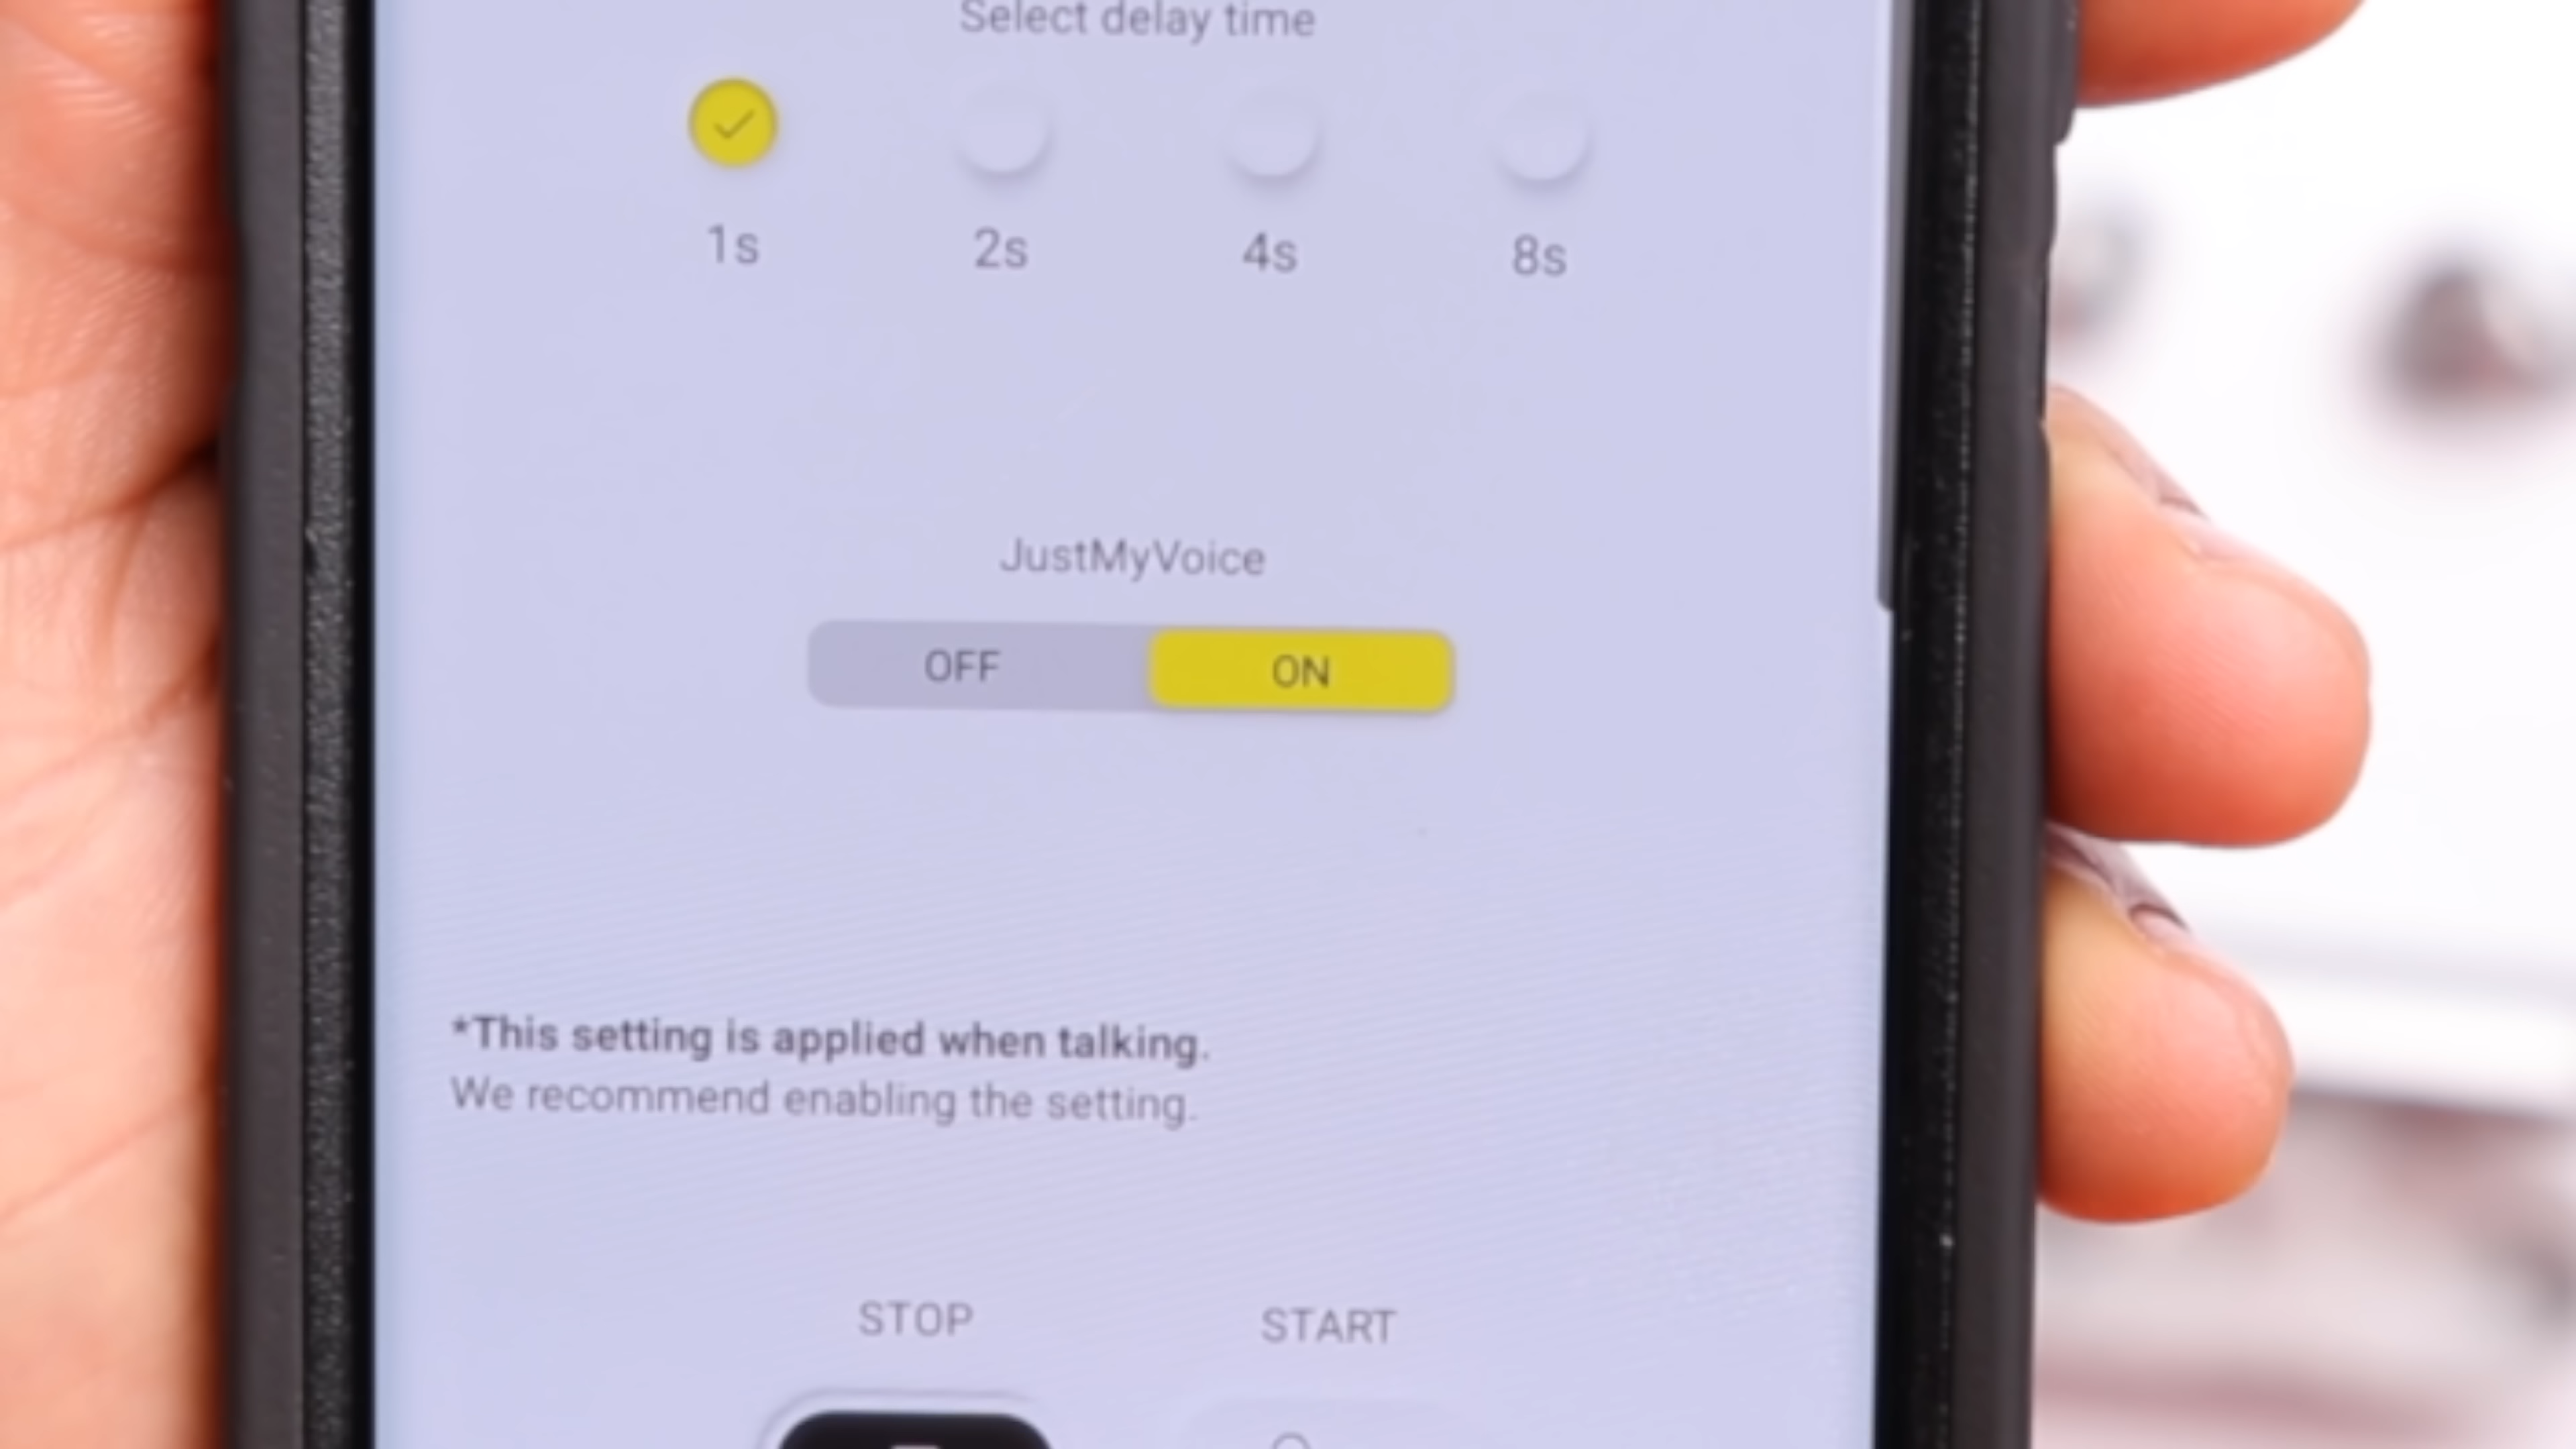 Select delay time
1s 2s 4s 8s
JustMyVoice
OFF ON
*This setting is applied when talking.
We recommend enabling the setting.
STOP START